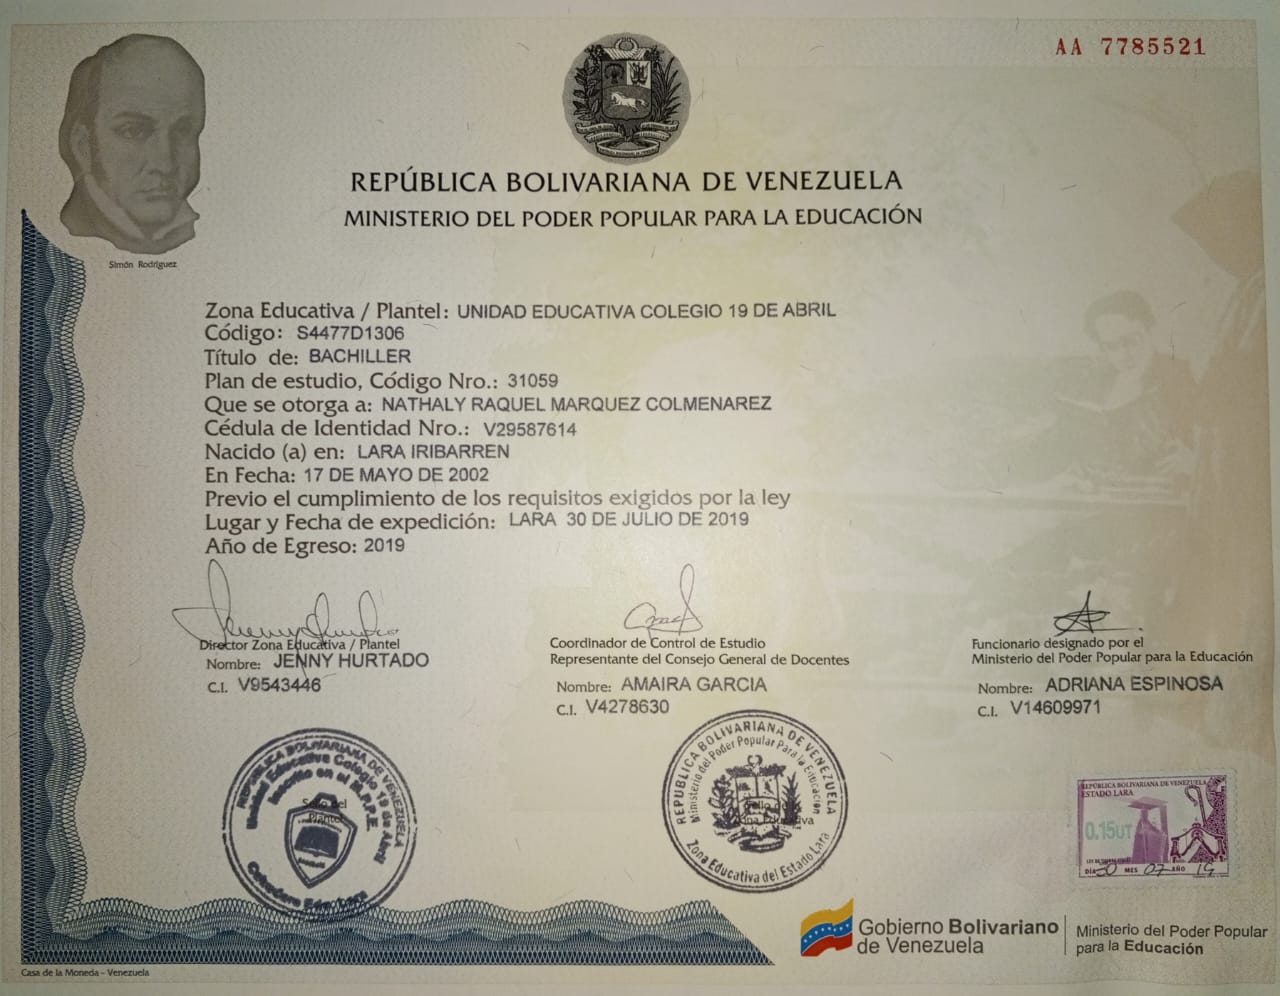 AA 7785521
REPÚBLICA BOLIVARIANA DE VENEZUELA
MINISTERIO DEL PODER POPULAR PARA LA EDUCACIÓN
Simón Rodríguez
Zona Educativa / Plantel: UNIDAD EDUCATIVA COLEGIO 19 DE ABRIL
Código: S4477D1306
Título de: BACHILLER
Plan de estudio, Código Nro.: 31059
Que se otorga a: NATHALY RAQUEL MARQUEZ COLMENAREZ
Cédula de Identidad Nro.: V29587614
Nacido (a) en: LARA IRIBARREN
En Fecha: 17 DE MAYO DE 2002
Previo el cumplimiento de los requisitos exigidos por la ley
Lugar y Fecha de expedición: LARA 30 DE JULIO DE 2019
Año de Egreso: 2019
Director Zona Educativa / Plantel
Nombre: JENNY HURTADO
C.I. V9543446
Coordinador de Control de Estudio
Representante del Consejo General de Docentes
Nombre: AMAIRA GARCIA
C.I. V4278630
Funcionario designado por el
Ministerio del Poder Popular para la Educación
Nombre: ADRIANA ESPINOSA
C.I. V14609971
REPÚBLICA BOLIVARIANA DE VENEZUELA
Unidad Educativa Colegio 19 de Abril
Inscrito en el M.P.P.E.
Sello del
Plantel
REPÚBLICA BOLIVARIANA DE VENEZUELA
Ministerio del Poder Popular Para la Educación
Zona Educativa del Estado Lara
REPÚBLICA BOLIVARIANA DE VENEZUELA
ESTADO LARA
0.15UT
DÍA 30 MES 07 AÑO 19
Gobierno Bolivariano
de Venezuela
Ministerio del Poder Popular
para la Educación
Casa de la Moneda – Venezuela